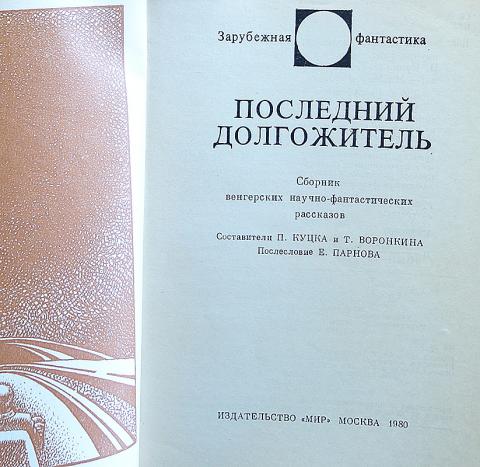 Зарубежная фантастика
ПОСЛЕДНИЙ
ДОЛГОЖИТЕЛЬ
Сборник
венгерских научно-фантастических
рассказов
Составители П. КУЦКА и Т. ВОРОНКИНА
Послесловие Е. ПАРНОВА
ИЗДАТЕЛЬСТВО «МИР» МОСКВА 1980